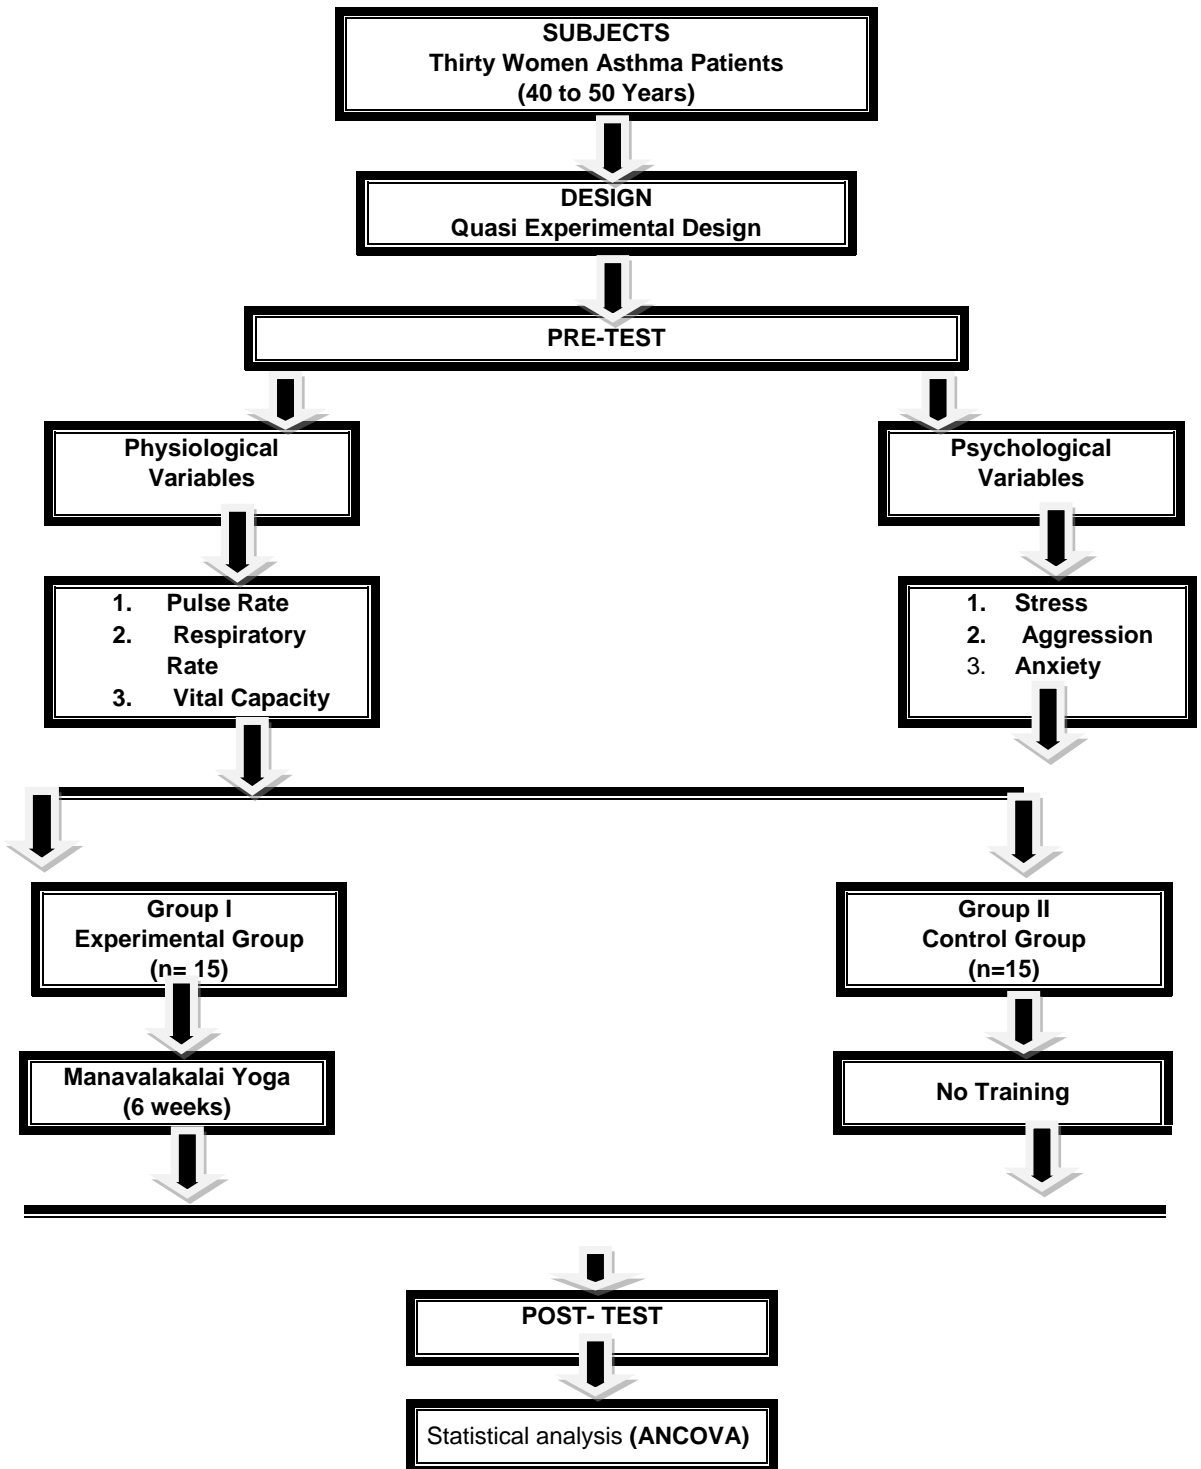 SUBJECTS
Thirty Women Asthma Patients
(40 to 50 Years)
DESIGN
Quasi Experimental Design
PRE-TEST
Physiological
Variables
Psychological
Variables
1. Pulse Rate
2. Respiratory
Rate
3. Vital Capacity
1. Stress
2. Aggression
3. Anxiety
Group I
Experimental Group
(n= 15)
Group II
Control Group
(n=15)
Manavalakalai Yoga
(6 weeks)
No Training
POST- TEST
Statistical analysis (ANCOVA)